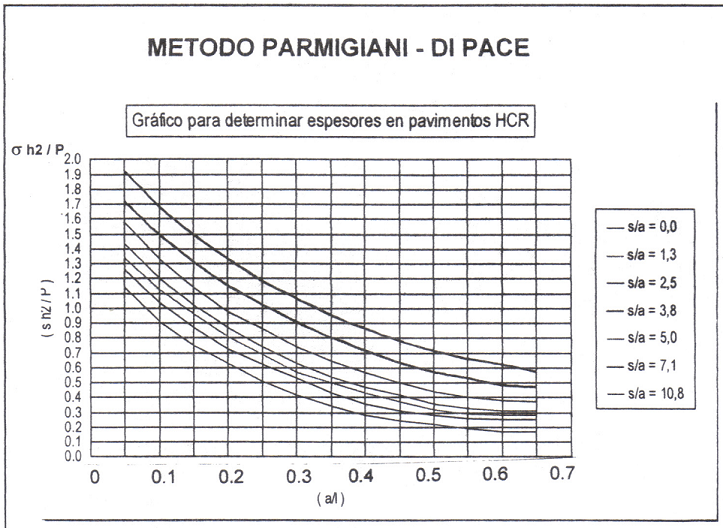 METODO PARMIGIANI - DI PACE
Gráfico para determinar espesores en pavimentos HCR
σ h2 / P
2.0
1.9
1.8
1.7
1.6
1.5
1.4
1.3
1.2
1.1
1.0
0.9
0.8
0.7
0.6
0.5
0.4
0.3
0.2
0.1
0.0
( s h2 / P )
0 0.1 0.2 0.3 0.4 0.5 0.6 0.7
( a/l )
s/a = 0,0
s/a = 1,3
s/a = 2,5
s/a = 3,8
s/a = 5,0
s/a = 7,1
s/a = 10,8